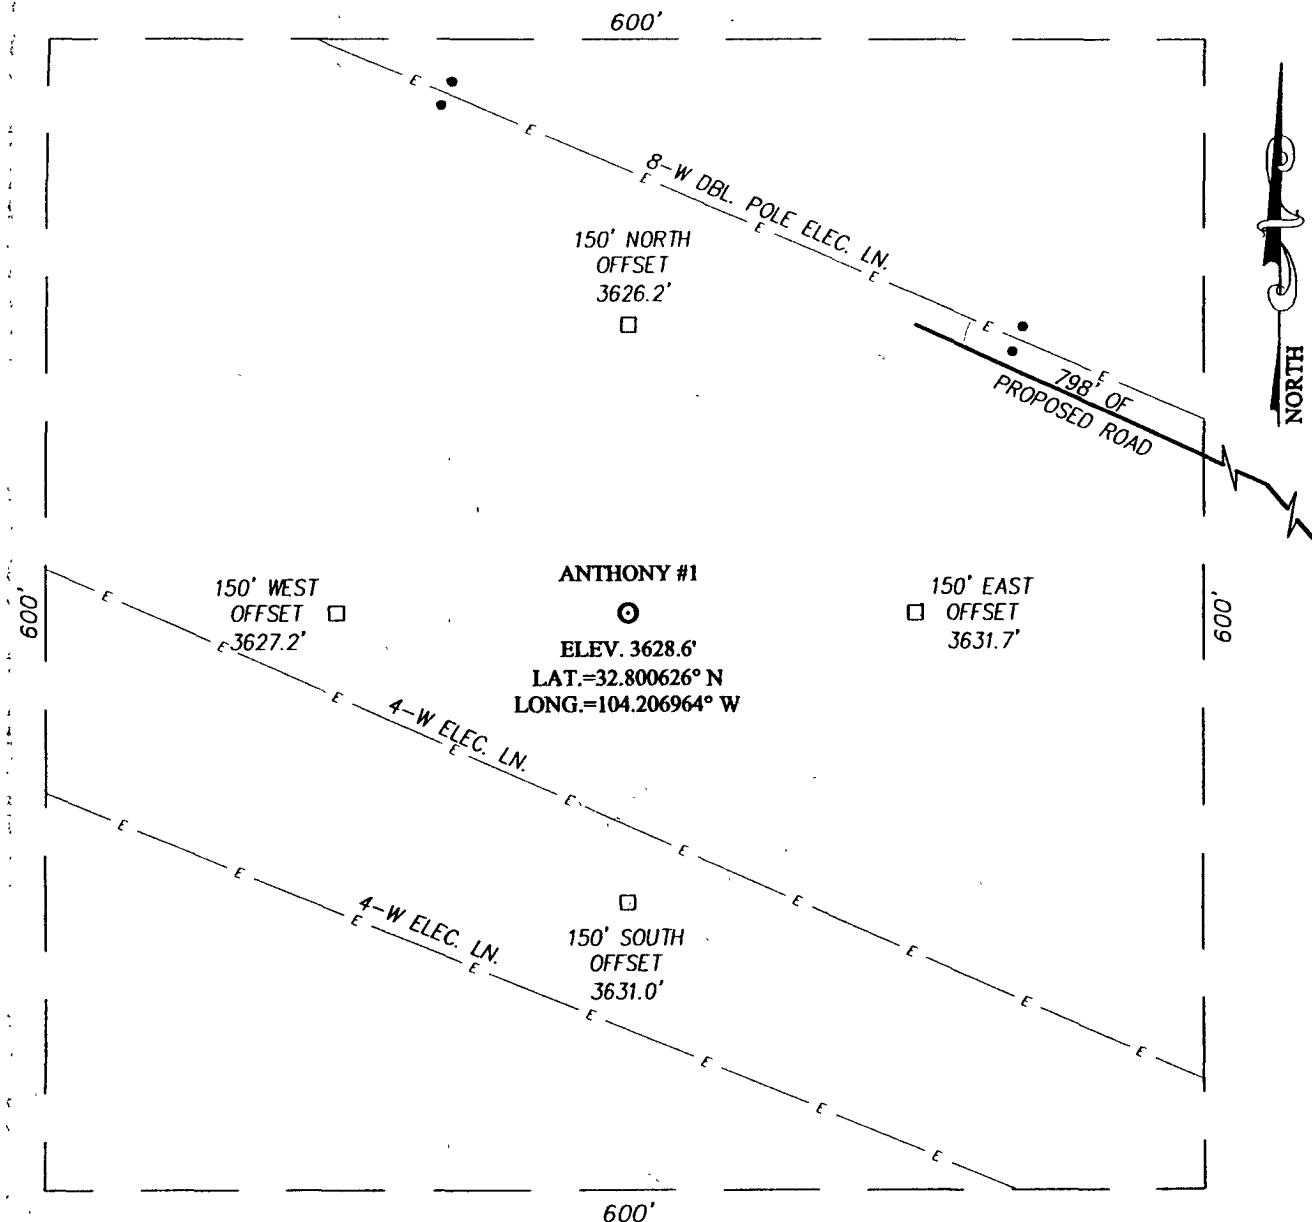 600'
E
E
8-W DBL. POLE ELEC. LN.
E
E
E
E
E
150' NORTH
OFFSET
3626.2'
798' OF
PROPOSED ROAD
NORTH
600'
150' WEST
OFFSET
3627.2'
ANTHONY #1
ELEV. 3628.6'
LAT.=32.800626° N
LONG.=104.206964° W
150' EAST
OFFSET
3631.7'
600'
E
E
E
4-W ELEC. LN.
E
E
E
E
E
E
E
E
E
4-W ELEC. LN.
E
E
E
E
E
E
150' SOUTH
OFFSET
3631.0'
600'